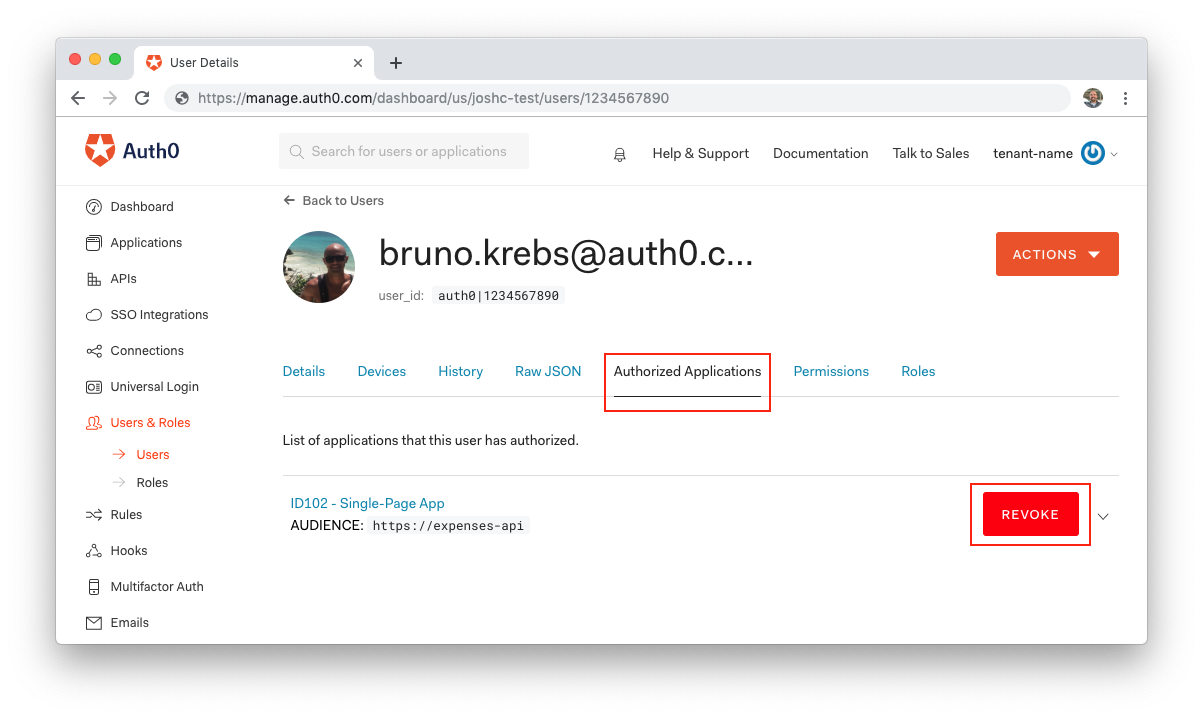 User Details
https://manage.auth0.com/dashboard/us/joshc-test/users/1234567890
Auth0
Search for users or applications
Help & Support
Documentation
Talk to Sales
tenant-name
Dashboard
Applications
APIs
SSO Integrations
Connections
Universal Login
Users & Roles
Users
Roles
Rules
Hooks
Multifactor Auth
Emails
Back to Users
bruno.krebs@auth0.c...
user_id: auth0|1234567890
ACTIONS
Details
Devices
History
Raw JSON
Authorized Applications
Permissions
Roles
List of applications that this user has authorized.
ID102 - Single-Page App
AUDIENCE: https://expenses-api
REVOKE